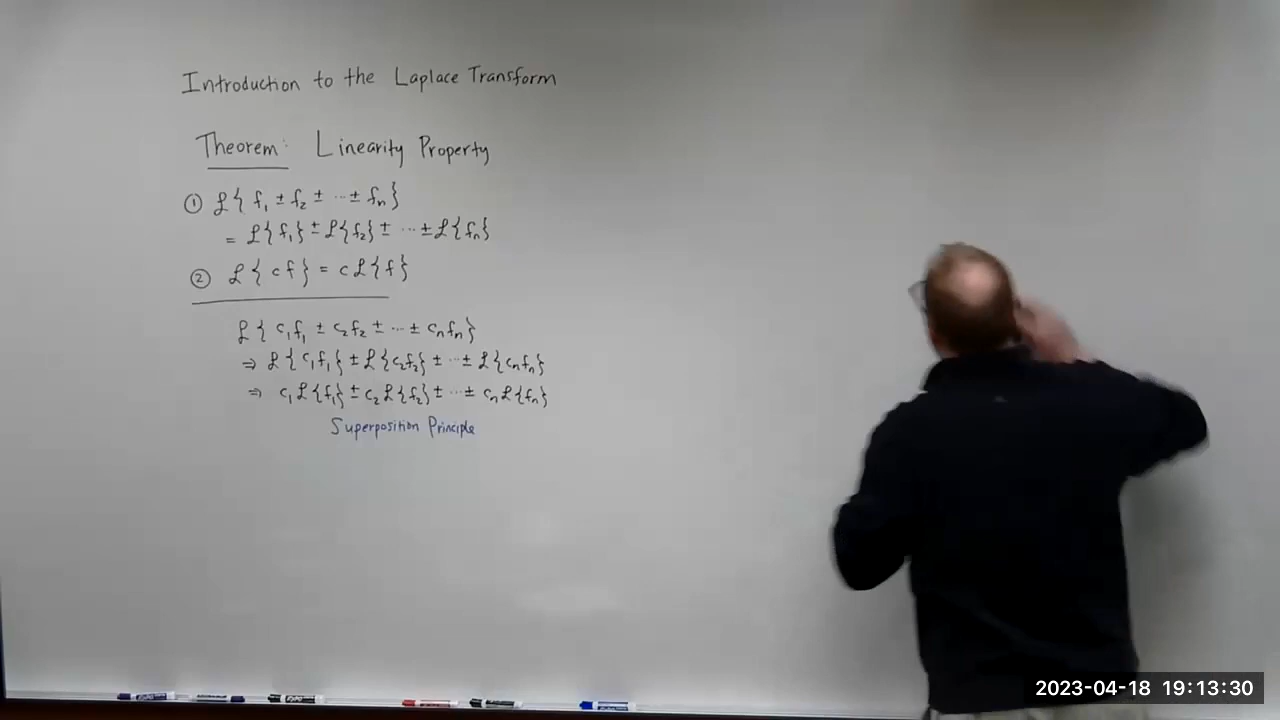 Introduction to the Laplace Transform
Theorem: Linearity Property
① ℒ{ f₁ ± f₂ ± ... ± fₙ}
= ℒ{f₁} ± ℒ{f₂} ± ... ± ℒ{fₙ}
② ℒ{ cf} = cℒ{f}
ℒ{ c₁f₁ ± c₂f₂ ± ... ± cₙfₙ}
⇒ ℒ{c₁f₁} ± ℒ{c₂f₂} ± ... ± ℒ{cₙfₙ}
⇒ c₁ℒ{f₁} ± c₂ℒ{f₂} ± ... ± cₙℒ{fₙ}
Superposition Principle
2023-04-18 19:13:30